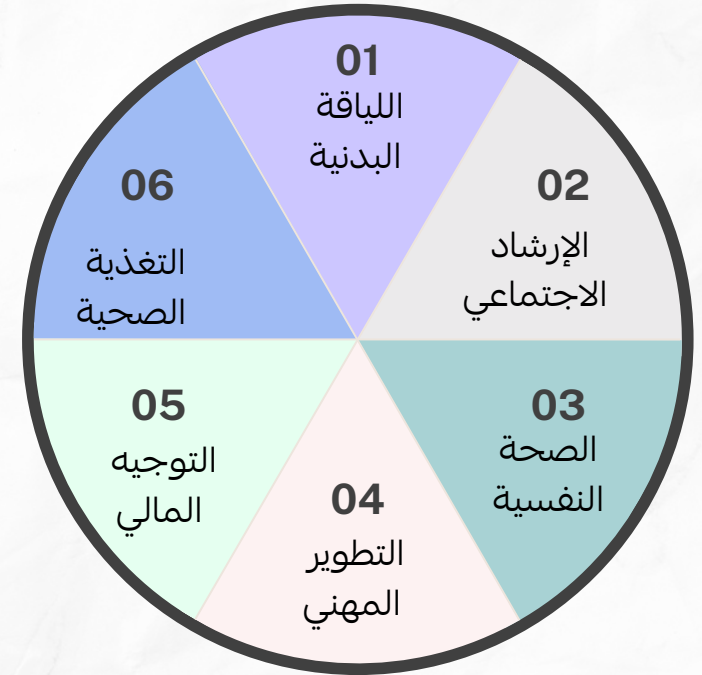 01
اللياقة
البدنية
02
الإرشاد
الاجتماعي
03
الصحة
النفسية
04
التطوير
المهني
05
التوجيه
المالي
06
التغذية
الصحية